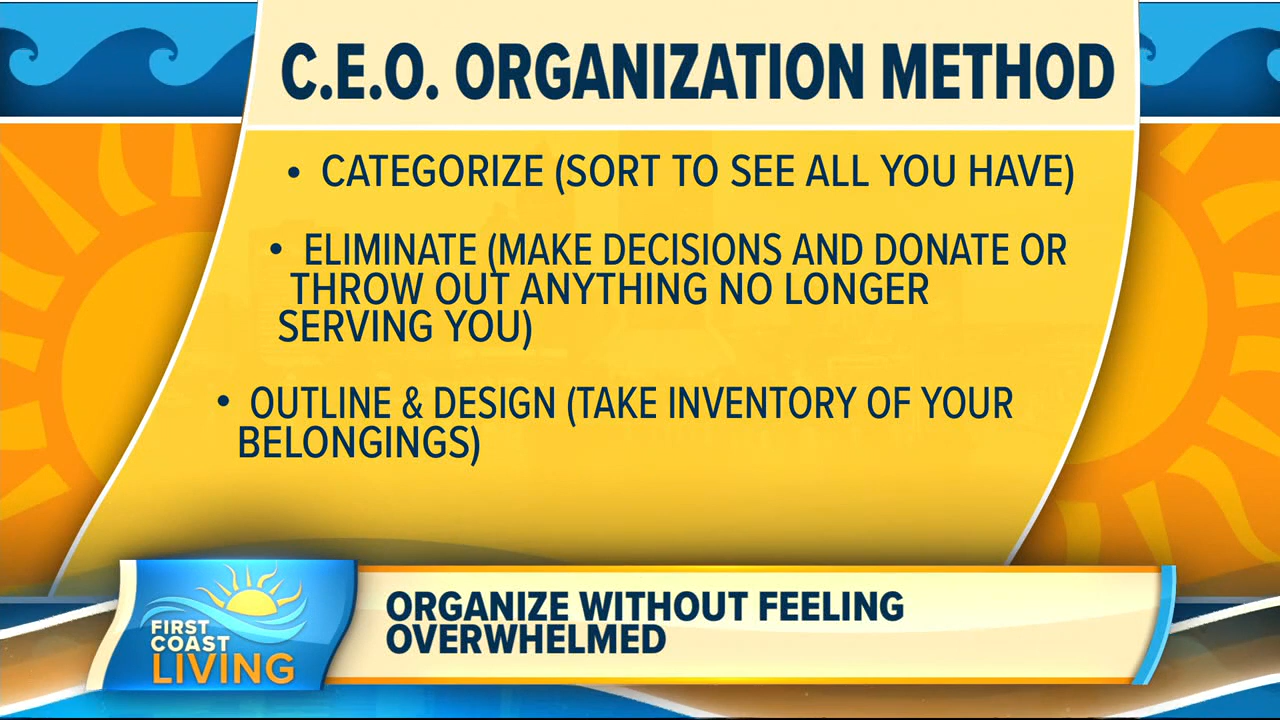 C.E.O. ORGANIZATION METHOD
• CATEGORIZE (SORT TO SEE ALL YOU HAVE)
• ELIMINATE (MAKE DECISIONS AND DONATE OR
THROW OUT ANYTHING NO LONGER
SERVING YOU)
• OUTLINE & DESIGN (TAKE INVENTORY OF YOUR
BELONGINGS)
ORGANIZE WITHOUT FEELING
OVERWHELMED
FIRST
COAST
LIVING